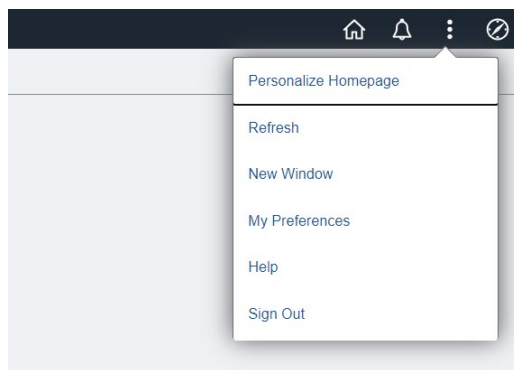 Personalize Homepage
Refresh
New Window
My Preferences
Help
Sign Out